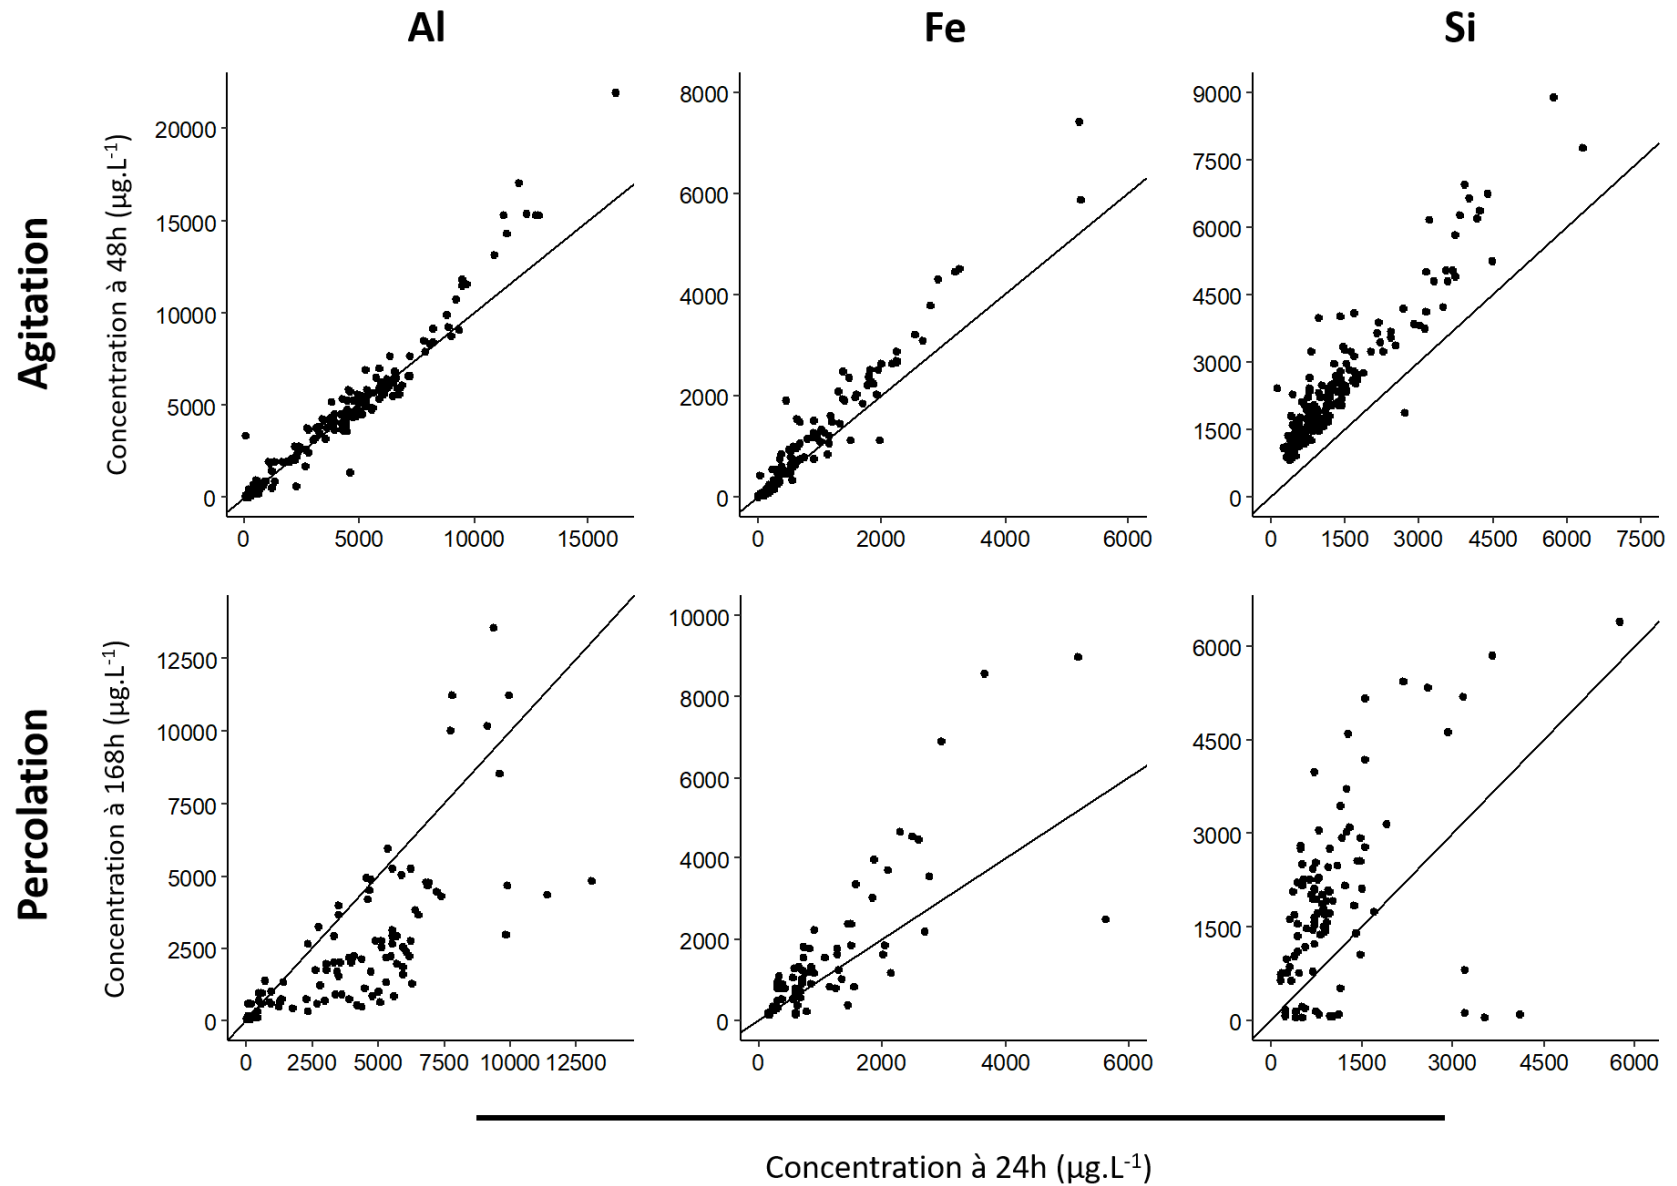 Al Fe Si
Agitation
Concentration à 48h (µg.L-1)
20000
15000
10000
5000
0
0 5000 10000 15000
8000
6000
4000
2000
0
0 2000 4000 6000
9000
7500
6000
4500
3000
1500
0
0 1500 3000 4500 6000 7500
Percolation
Concentration à 168h (µg.L-1)
12500
10000
7500
5000
2500
0
0 2500 5000 7500 10000 12500
10000
8000
6000
4000
2000
0
0 2000 4000 6000
6000
4500
3000
1500
0
0 1500 3000 4500 6000
Concentration à 24h (µg.L-1)